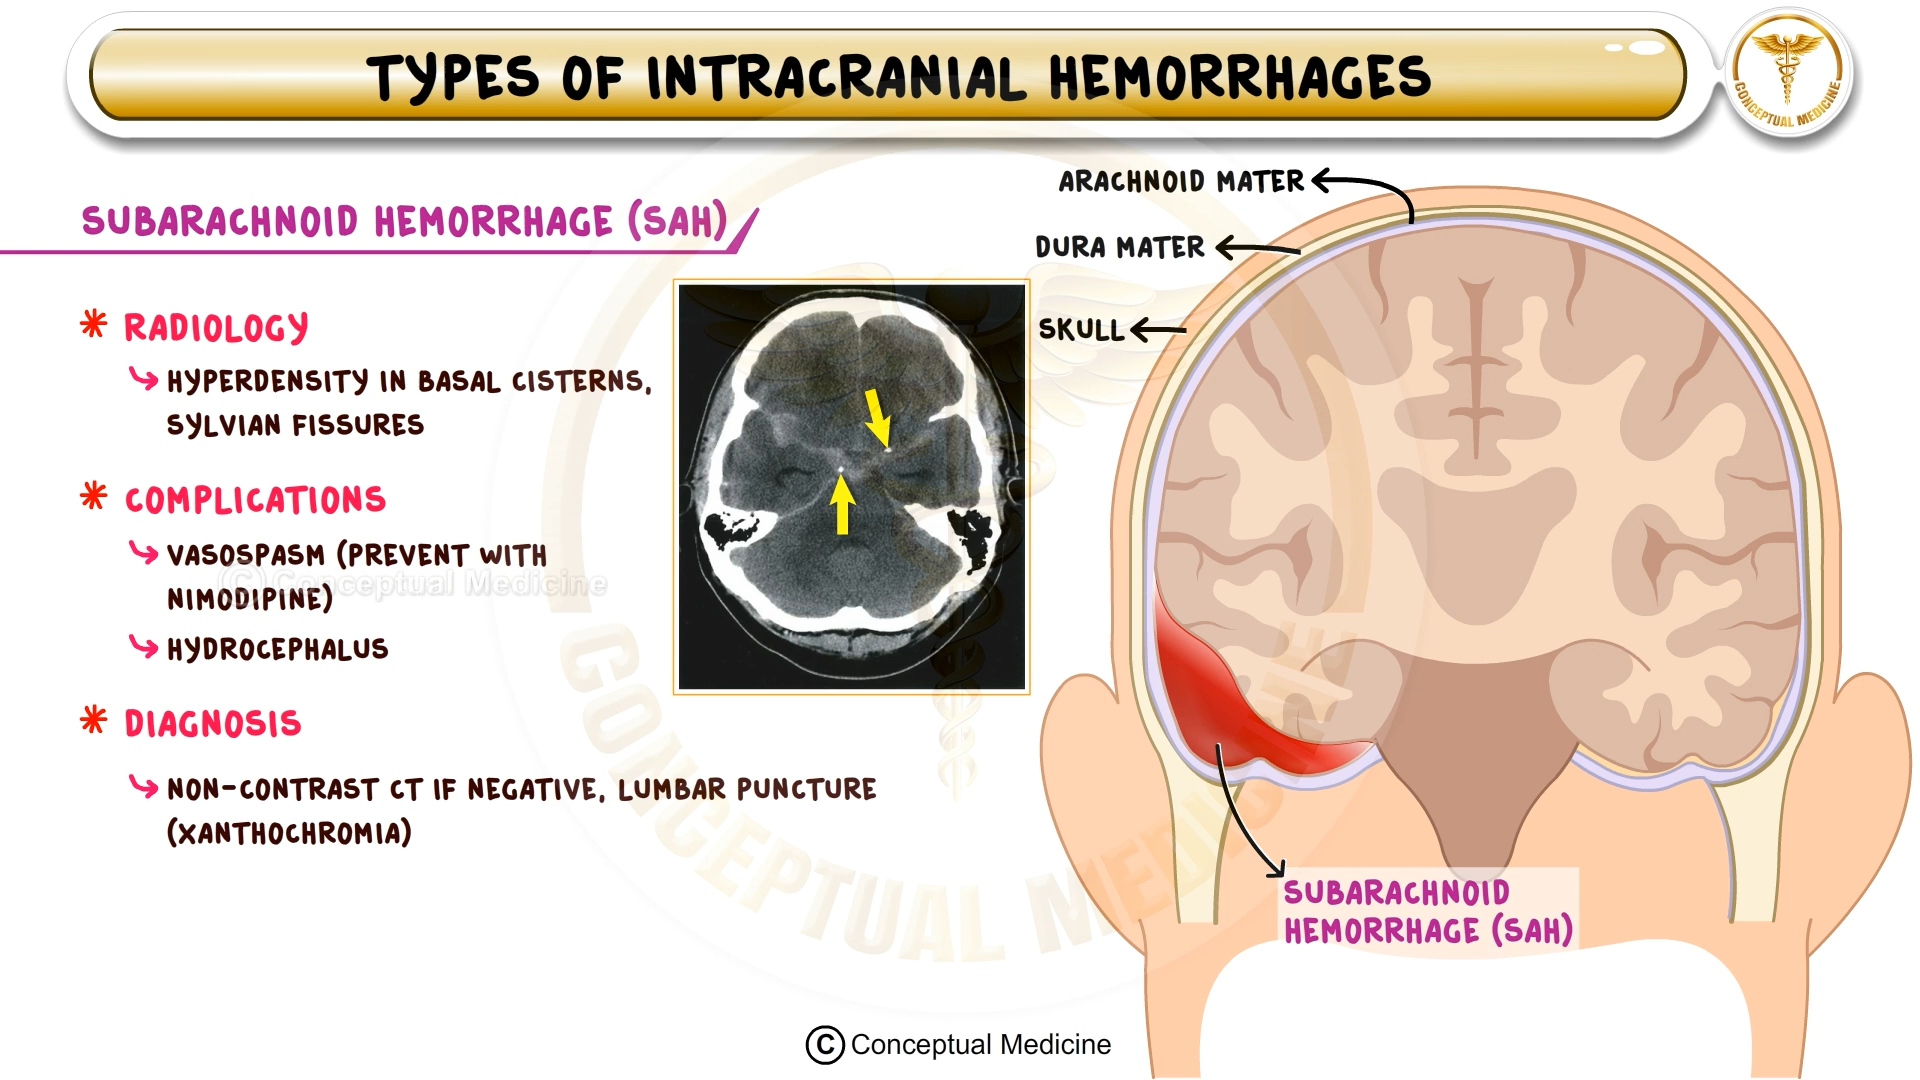 TYPES OF INTRACRANIAL HEMORRHAGES
CONCEPTUAL MEDICINE
SUBARACHNOID HEMORRHAGE (SAH)
RADIOLOGY
HYPERDENSITY IN BASAL CISTERNS,
SYLVIAN FISSURES
COMPLICATIONS
VASOSPASM (PREVENT WITH
NIMODIPINE)
HYDROCEPHALUS
DIAGNOSIS
NON-CONTRAST CT IF NEGATIVE, LUMBAR PUNCTURE
(XANTHOCHROMIA)
ARACHNOID MATER
DURA MATER
SKULL
SUBARACHNOID
HEMORRHAGE (SAH)
© Conceptual Medicine
CONCEPTUAL MEDICINE
© Conceptual Medicine